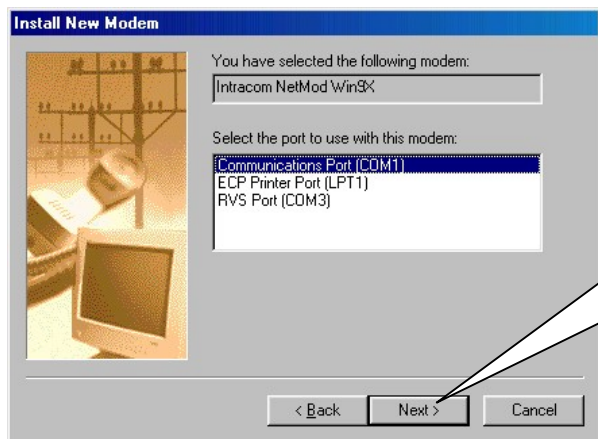 Install New Modem
You have selected the following modem:
Intracom NetMod Win9X
Select the port to use with this modem:
Communications Port (COM1)
ECP Printer Port (LPT1)
RVS Port (COM3)
< Back
Next >
Cancel